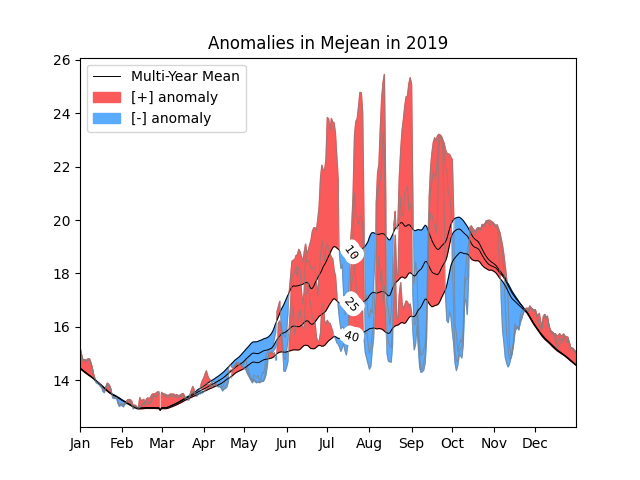 Anomalies in Mejean in 2019
26
24
22
20
18
16
14
Multi-Year Mean
[+] anomaly
[-] anomaly
10
25
40
Jan Feb Mar Apr May Jun Jul Aug Sep Oct Nov Dec